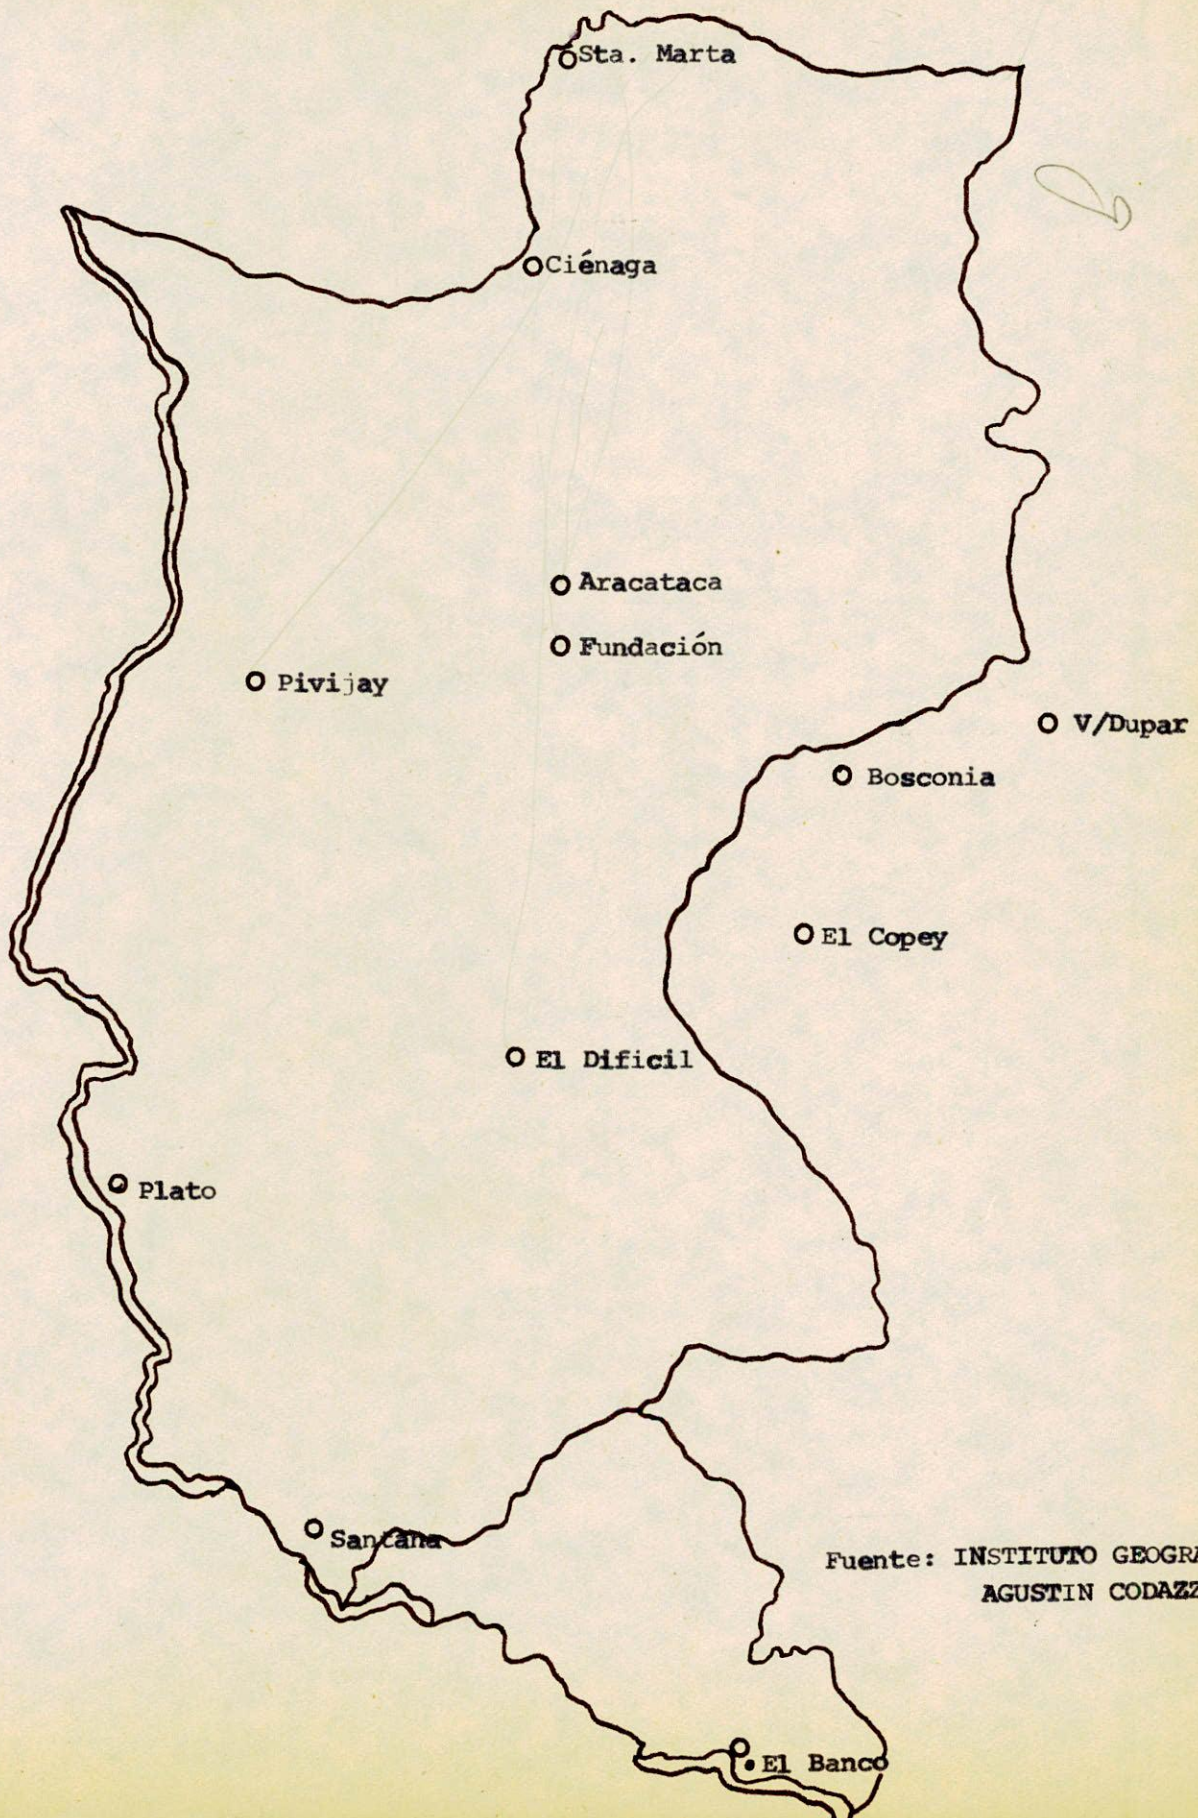 Sta. Marta
Ciénaga
Aracataca
Fundación
Pivijay
V/Dupar
Bosconia
El Copey
El Dificil
Plato
Santana
Fuente: INSTITUTO GEOGRA
AGUSTIN CODAZZ
El Banco